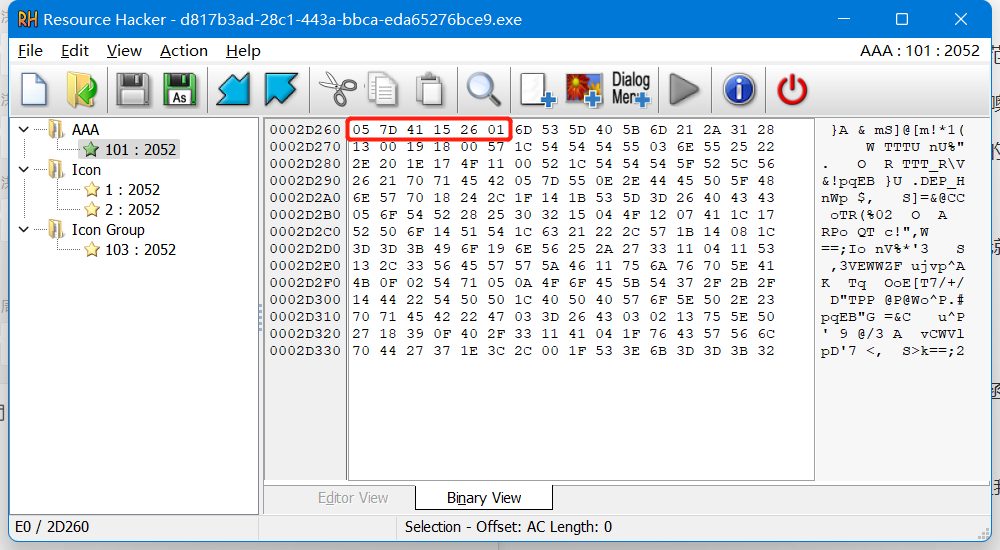 Resource Hacker - d817b3ad-28c1-443a-bbca-eda65276bce9.exe
File Edit View Action Help
AAA : 101 : 2052
As
Dialog
Mer
AAA
101 : 2052
Icon
1 : 2052
2 : 2052
Icon Group
103 : 2052
0002D260 05 7D 41 15 26 01 6D 53 5D 40 5B 6D 21 2A 31 28 }A & mS]@[m!*1(
0002D270 13 00 19 18 00 57 1C 54 54 54 55 03 6E 55 25 22 W TTTU nU%"
0002D280 2E 20 1E 17 4F 11 00 52 1C 54 54 54 5F 52 5C 56 . O R TTT_R\V
0002D290 26 21 70 71 45 42 05 7D 55 0E 2E 44 45 50 5F 48 &!pqEB }U .DEP_H
0002D2A0 6E 57 70 18 24 2C 1F 14 1B 53 5D 3D 26 40 43 43 nWp $, S]=&@CC
0002D2B0 05 6F 54 52 28 25 30 32 15 04 4F 12 07 41 1C 17 oTR(%02 O A
0002D2C0 52 50 6F 14 51 54 1C 63 21 22 2C 57 1B 14 08 1C RPo QT c!",W
0002D2D0 3D 3D 3B 49 6F 19 6E 56 25 2A 27 33 11 04 11 53 ==;Io nV%*'3 S
0002D2E0 13 2C 33 56 45 57 57 5A 46 11 75 6A 76 70 5E 41 ,3VEWWZF ujvp^A
0002D2F0 4B 0F 02 54 71 05 0A 4F 6F 45 5B 54 37 2F 2B 2F K Tq OoE[T7/+/
0002D300 14 44 22 54 50 50 1C 40 50 40 57 6F 5E 50 2E 23 D"TPP @P@Wo^P.#
0002D310 70 71 45 42 22 47 03 3D 26 43 03 02 13 75 5E 50 pqEB"G =&C u^P
0002D320 27 18 39 0F 40 2F 33 11 41 04 1F 76 43 57 56 6C ' 9 @/3 A vCWVl
0002D330 70 44 27 37 1E 3C 2C 00 1F 53 3E 6B 3D 3D 3B 32 pD'7 <, S>k==;2
Editor View
Binary View
E0 / 2D260
Selection - Offset: AC Length: 0